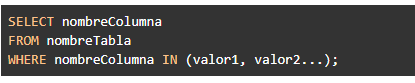 SELECT nombreColumna
FROM nombreTabla
WHERE nombreColumna IN (valor1, valor2...);